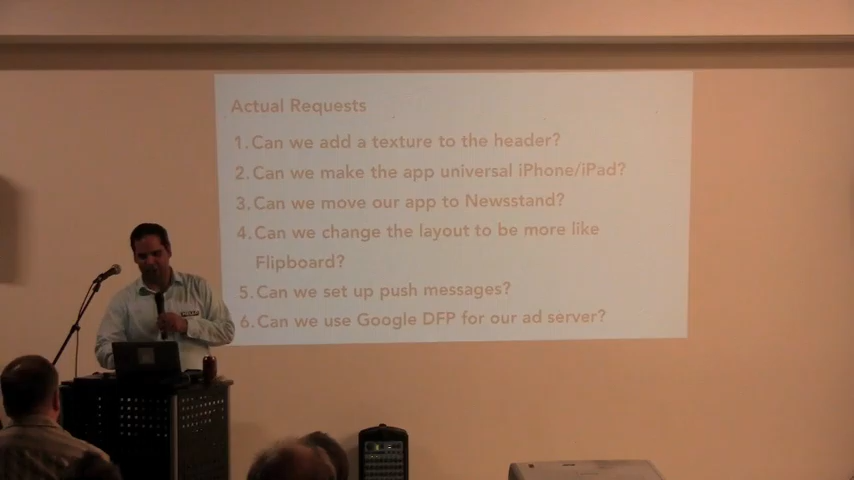 Actual Requests
1. Can we add a texture to the header?
2. Can we make the app universal iPhone/iPad?
3. Can we move our app to Newsstand?
4. Can we change the layout to be more like
Flipboard?
5. Can we set up push messages?
6. Can we use Google DFP for our ad server?